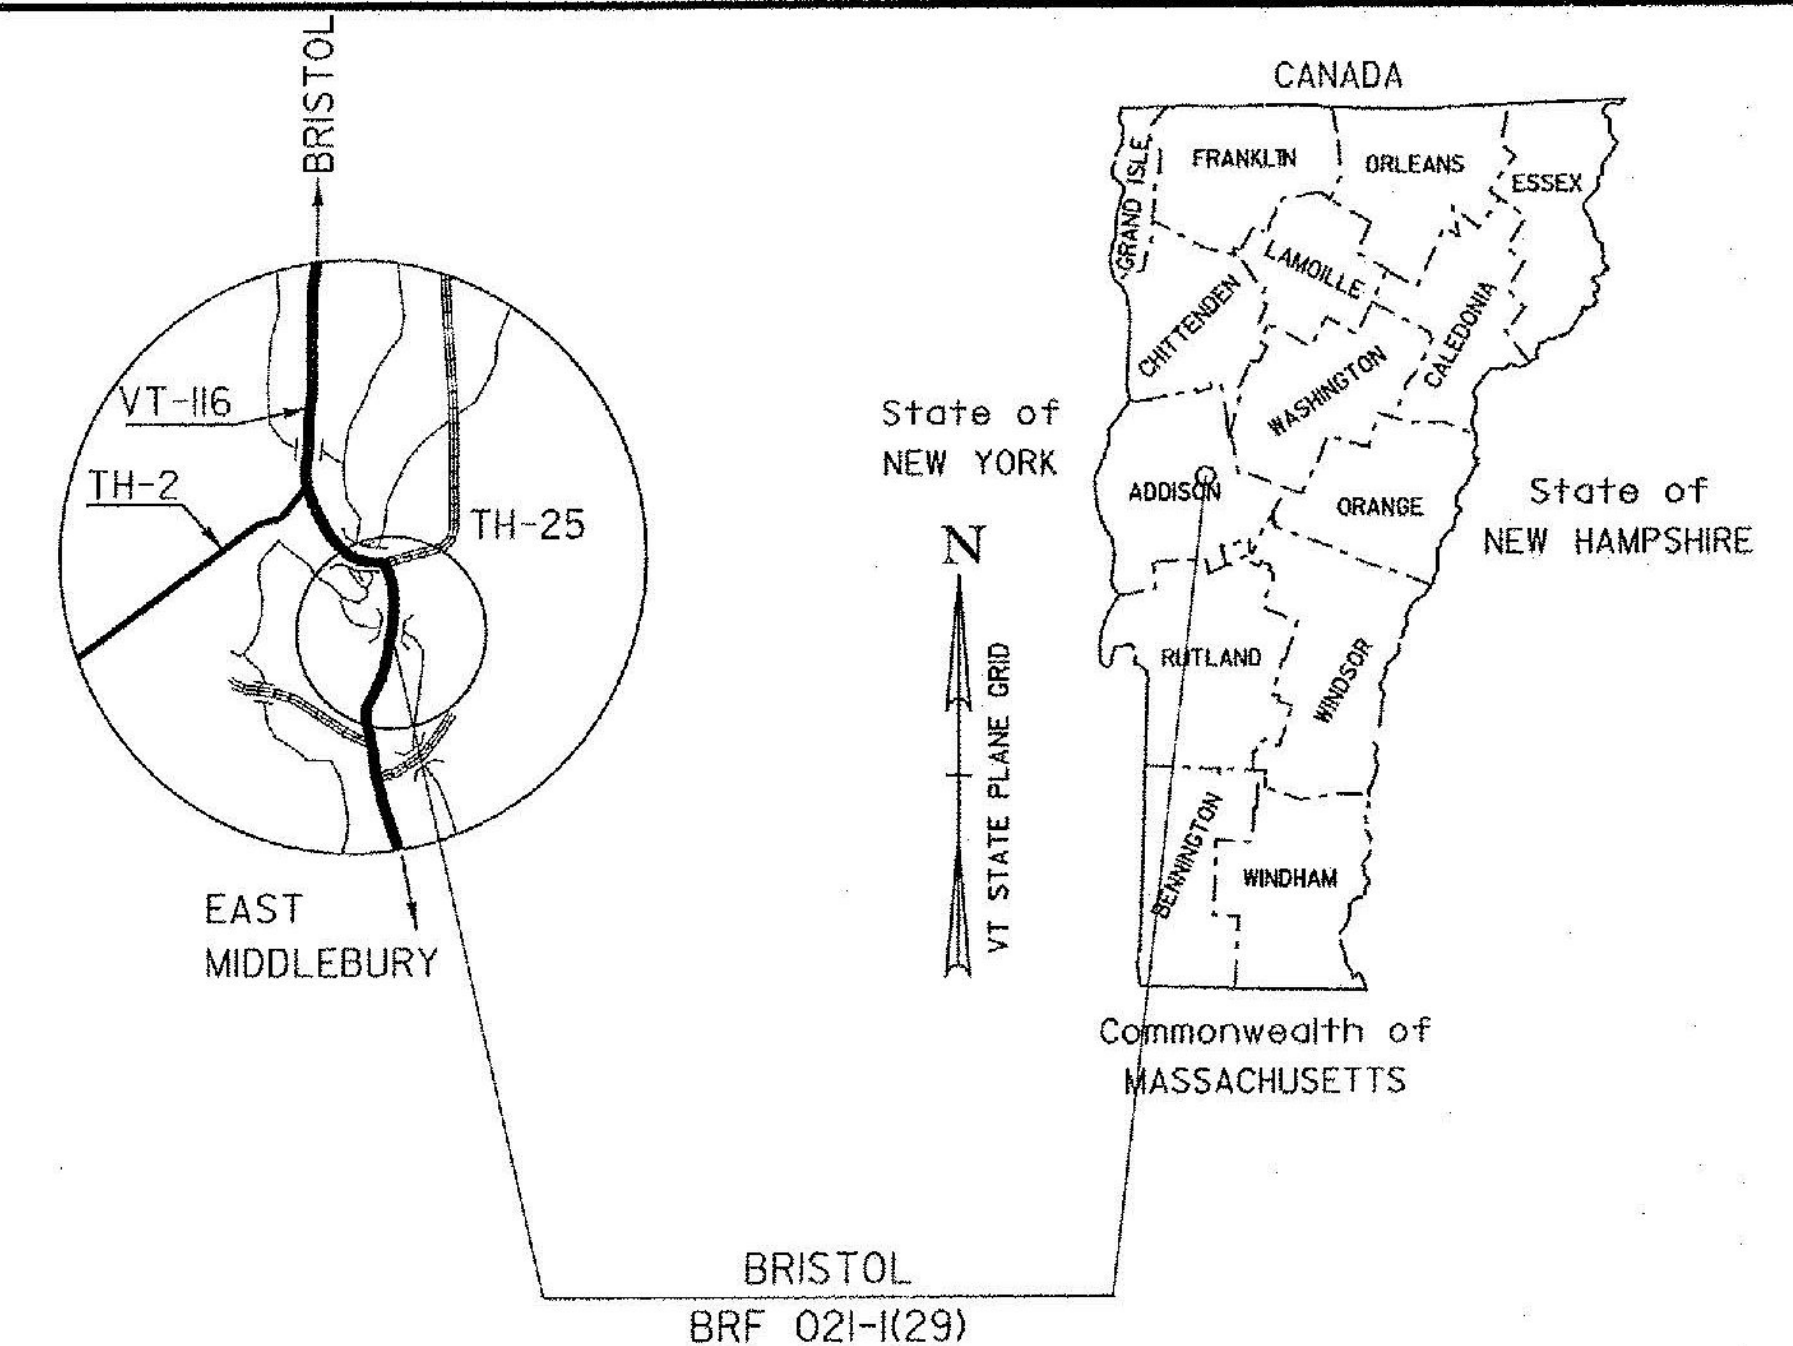 BRISTOL
VT-116
TH-2
TH-25
EAST
MIDDLEBURY
CANADA
GRAND ISLE
FRANKLIN
ORLEANS
ESSEX
LAMOILLE
CHITTENDEN
CALEDONIA
WASHINGTON
State of
NEW YORK
ADDISON
ORANGE
State of
NEW HAMPSHIRE
N
VT STATE PLANE GRID
RUTLAND
WINDSOR
BENNINGTON
WINDHAM
Commonwealth of
MASSACHUSETTS
BRISTOL
BRF 021-1(29)